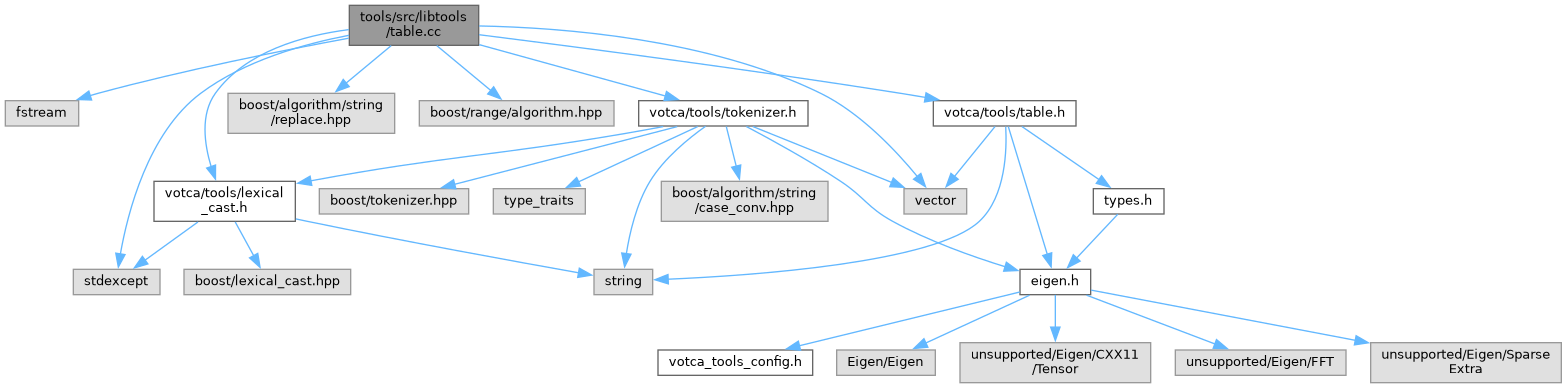 tools/src/libtools
/table.cc
fstream
boost/algorithm/string
/replace.hpp
boost/range/algorithm.hpp
votca/tools/tokenizer.h
votca/tools/table.h
votca/tools/lexical
_cast.h
boost/tokenizer.hpp
type_traits
boost/algorithm/string
/case_conv.hpp
vector
types.h
stdexcept
boost/lexical_cast.hpp
string
eigen.h
votca_tools_config.h
Eigen/Eigen
unsupported/Eigen/CXX11
/Tensor
unsupported/Eigen/FFT
unsupported/Eigen/Sparse
Extra